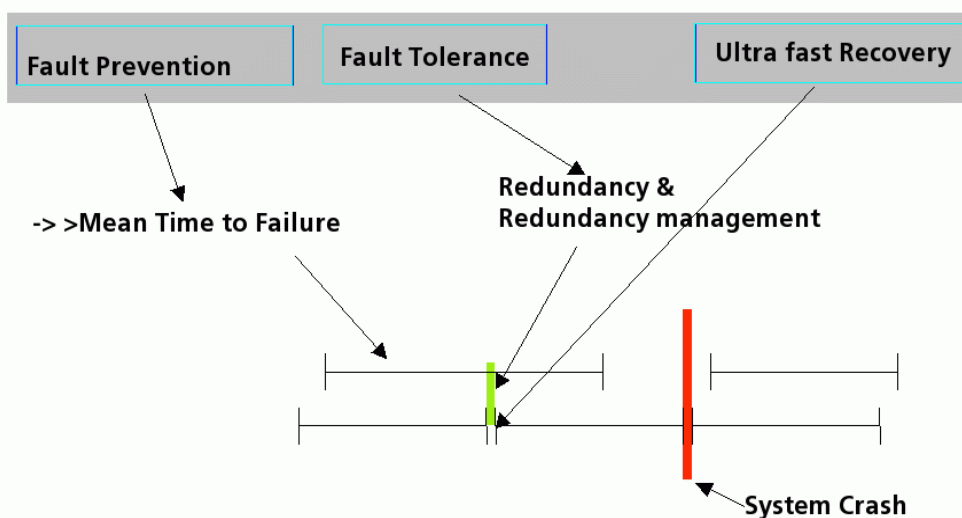 Fault Prevention
Fault Tolerance
Ultra fast Recovery
Redundancy &
Redundancy management
-> >Mean Time to Failure
System Crash